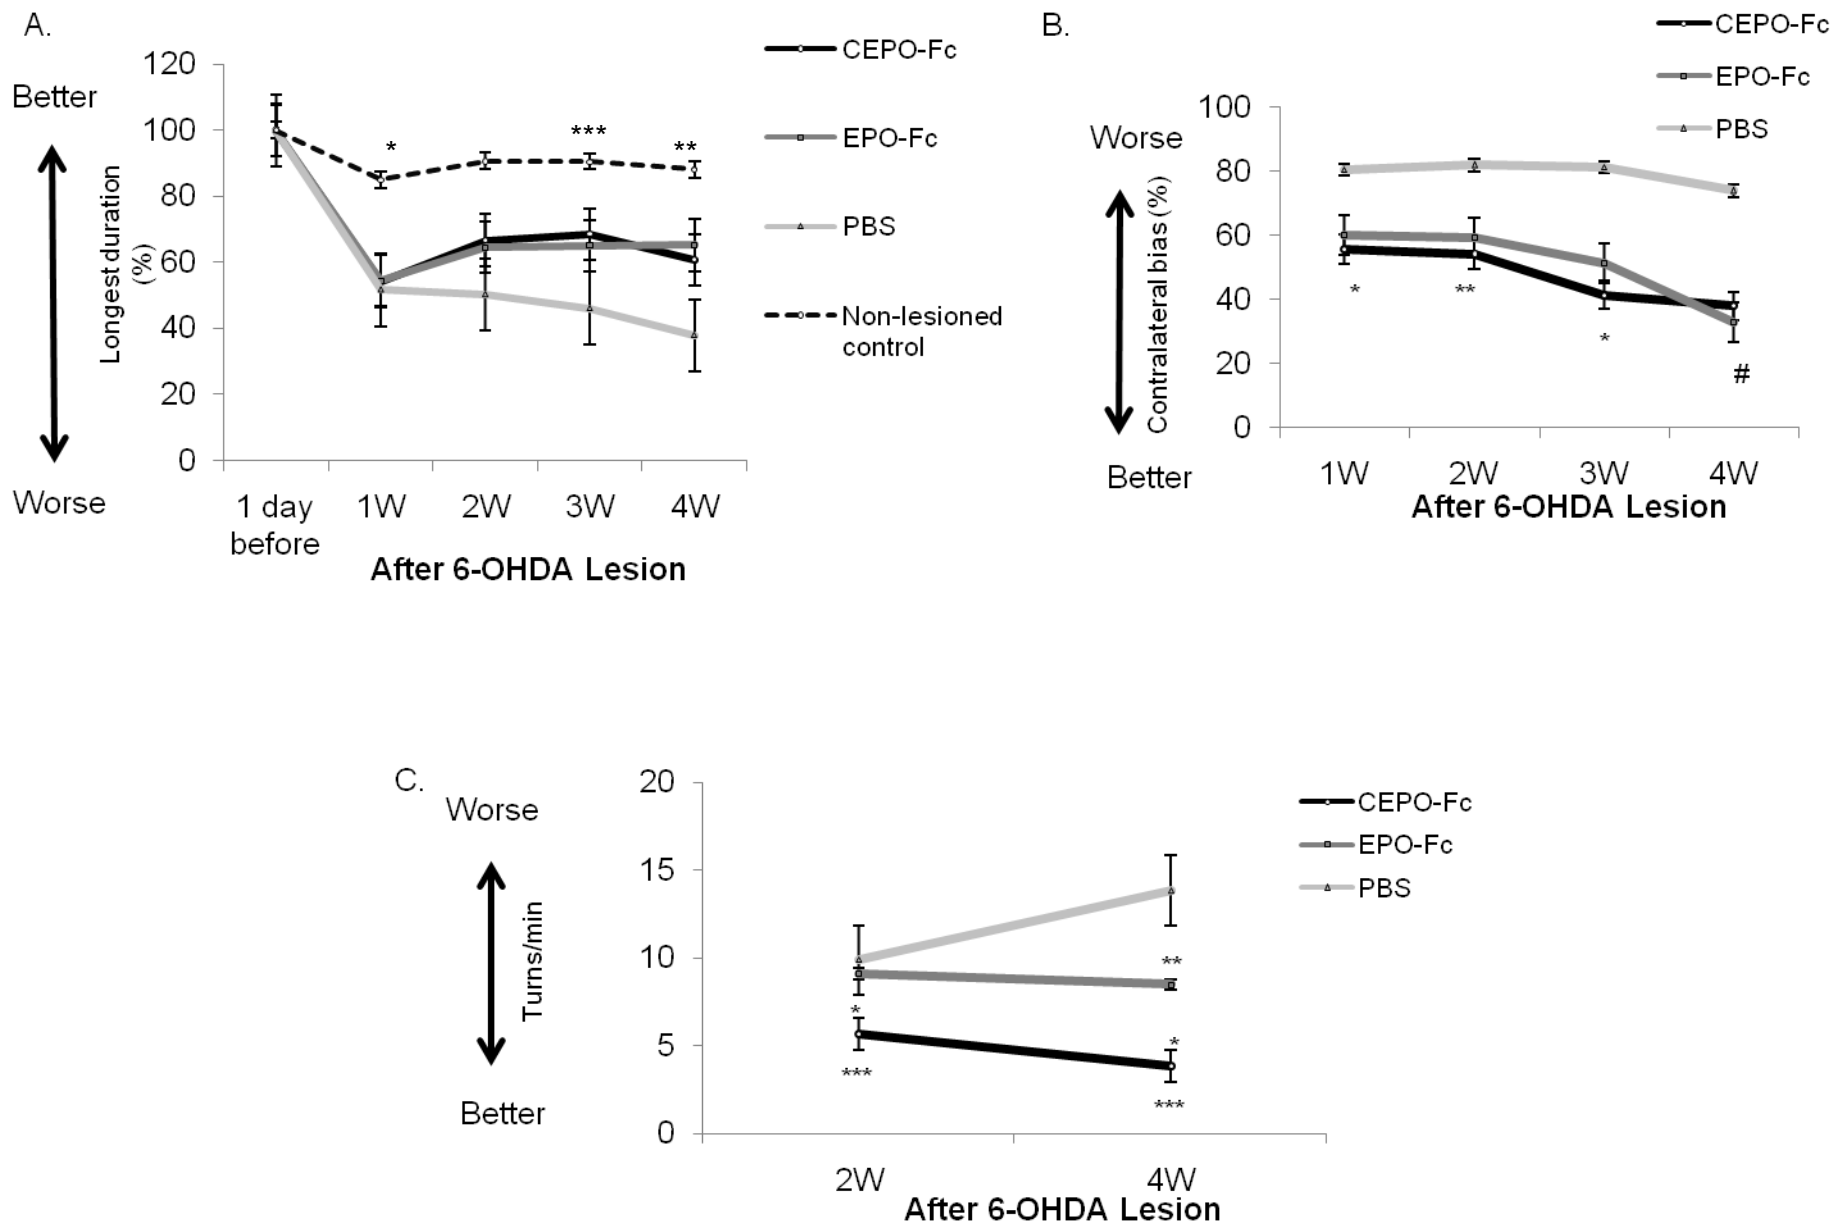 A.
Better
Worse
Longest duration
(%)
120
100
80
60
40
20
0
*
***
**
1 day
before
1W
2W
3W
4W
After 6-OHDA Lesion
CEPO-Fc
EPO-Fc
PBS
Non-lesioned
control
B.
Worse
Better
Contralateral bias (%)
100
80
60
40
20
0
*
**
*
#
1W
2W
3W
4W
After 6-OHDA Lesion
CEPO-Fc
EPO-Fc
PBS
C.
Worse
Better
Turns/min
20
15
10
5
0
*
***
**
*
***
2W
4W
After 6-OHDA Lesion
CEPO-Fc
EPO-Fc
PBS